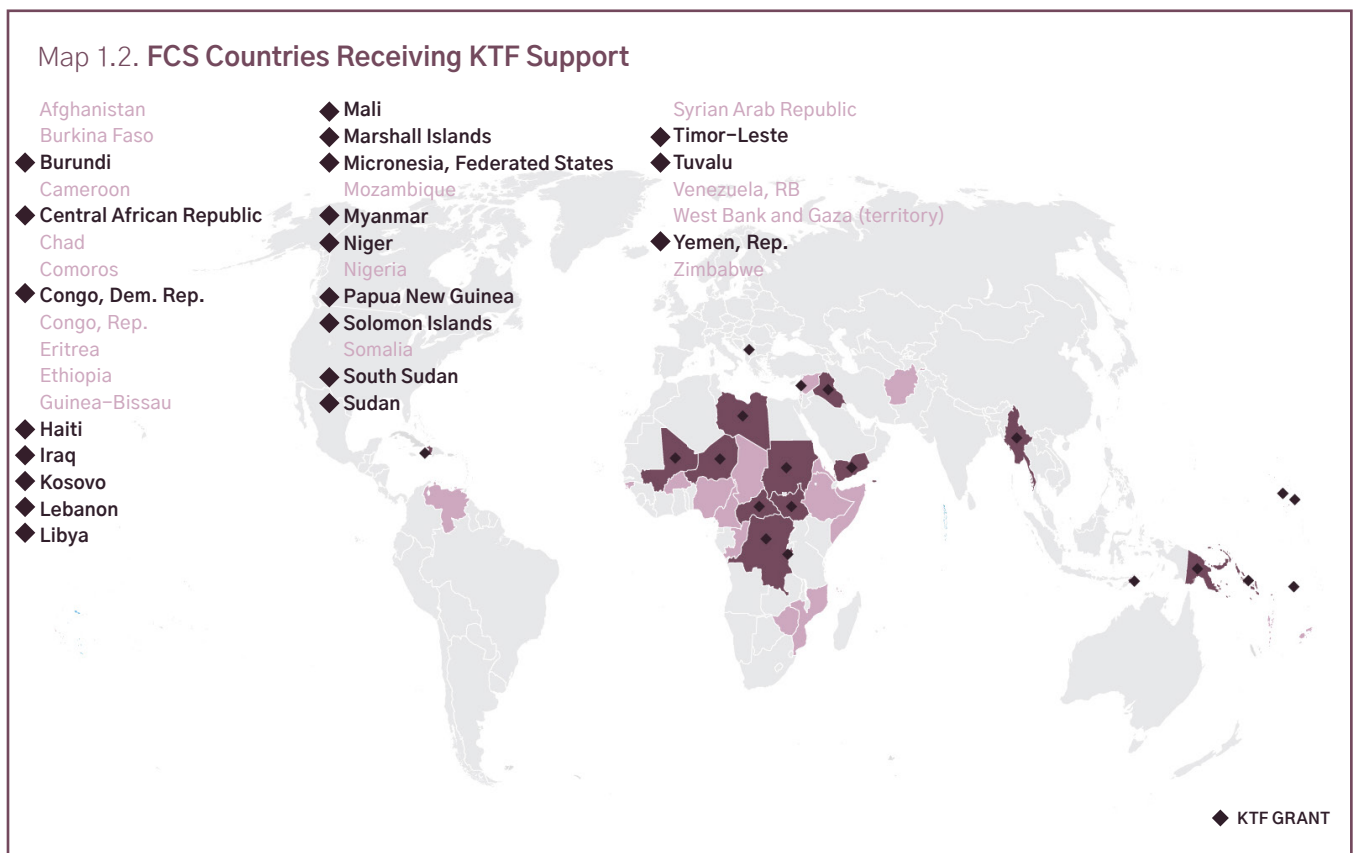 Map 1.2. FCS Countries Receiving KTF Support
Afghanistan
Burkina Faso
Burundi
Cameroon
Central African Republic
Chad
Comoros
Congo, Dem. Rep.
Congo, Rep.
Eritrea
Ethiopia
Guinea-Bissau
Haiti
Iraq
Kosovo
Lebanon
Libya
Mali
Marshall Islands
Micronesia, Federated States
Mozambique
Myanmar
Niger
Nigeria
Papua New Guinea
Solomon Islands
Somalia
South Sudan
Sudan
Syrian Arab Republic
Timor-Leste
Tuvalu
Venezuela, RB
West Bank and Gaza (territory)
Yemen, Rep.
Zimbabwe
KTF GRANT